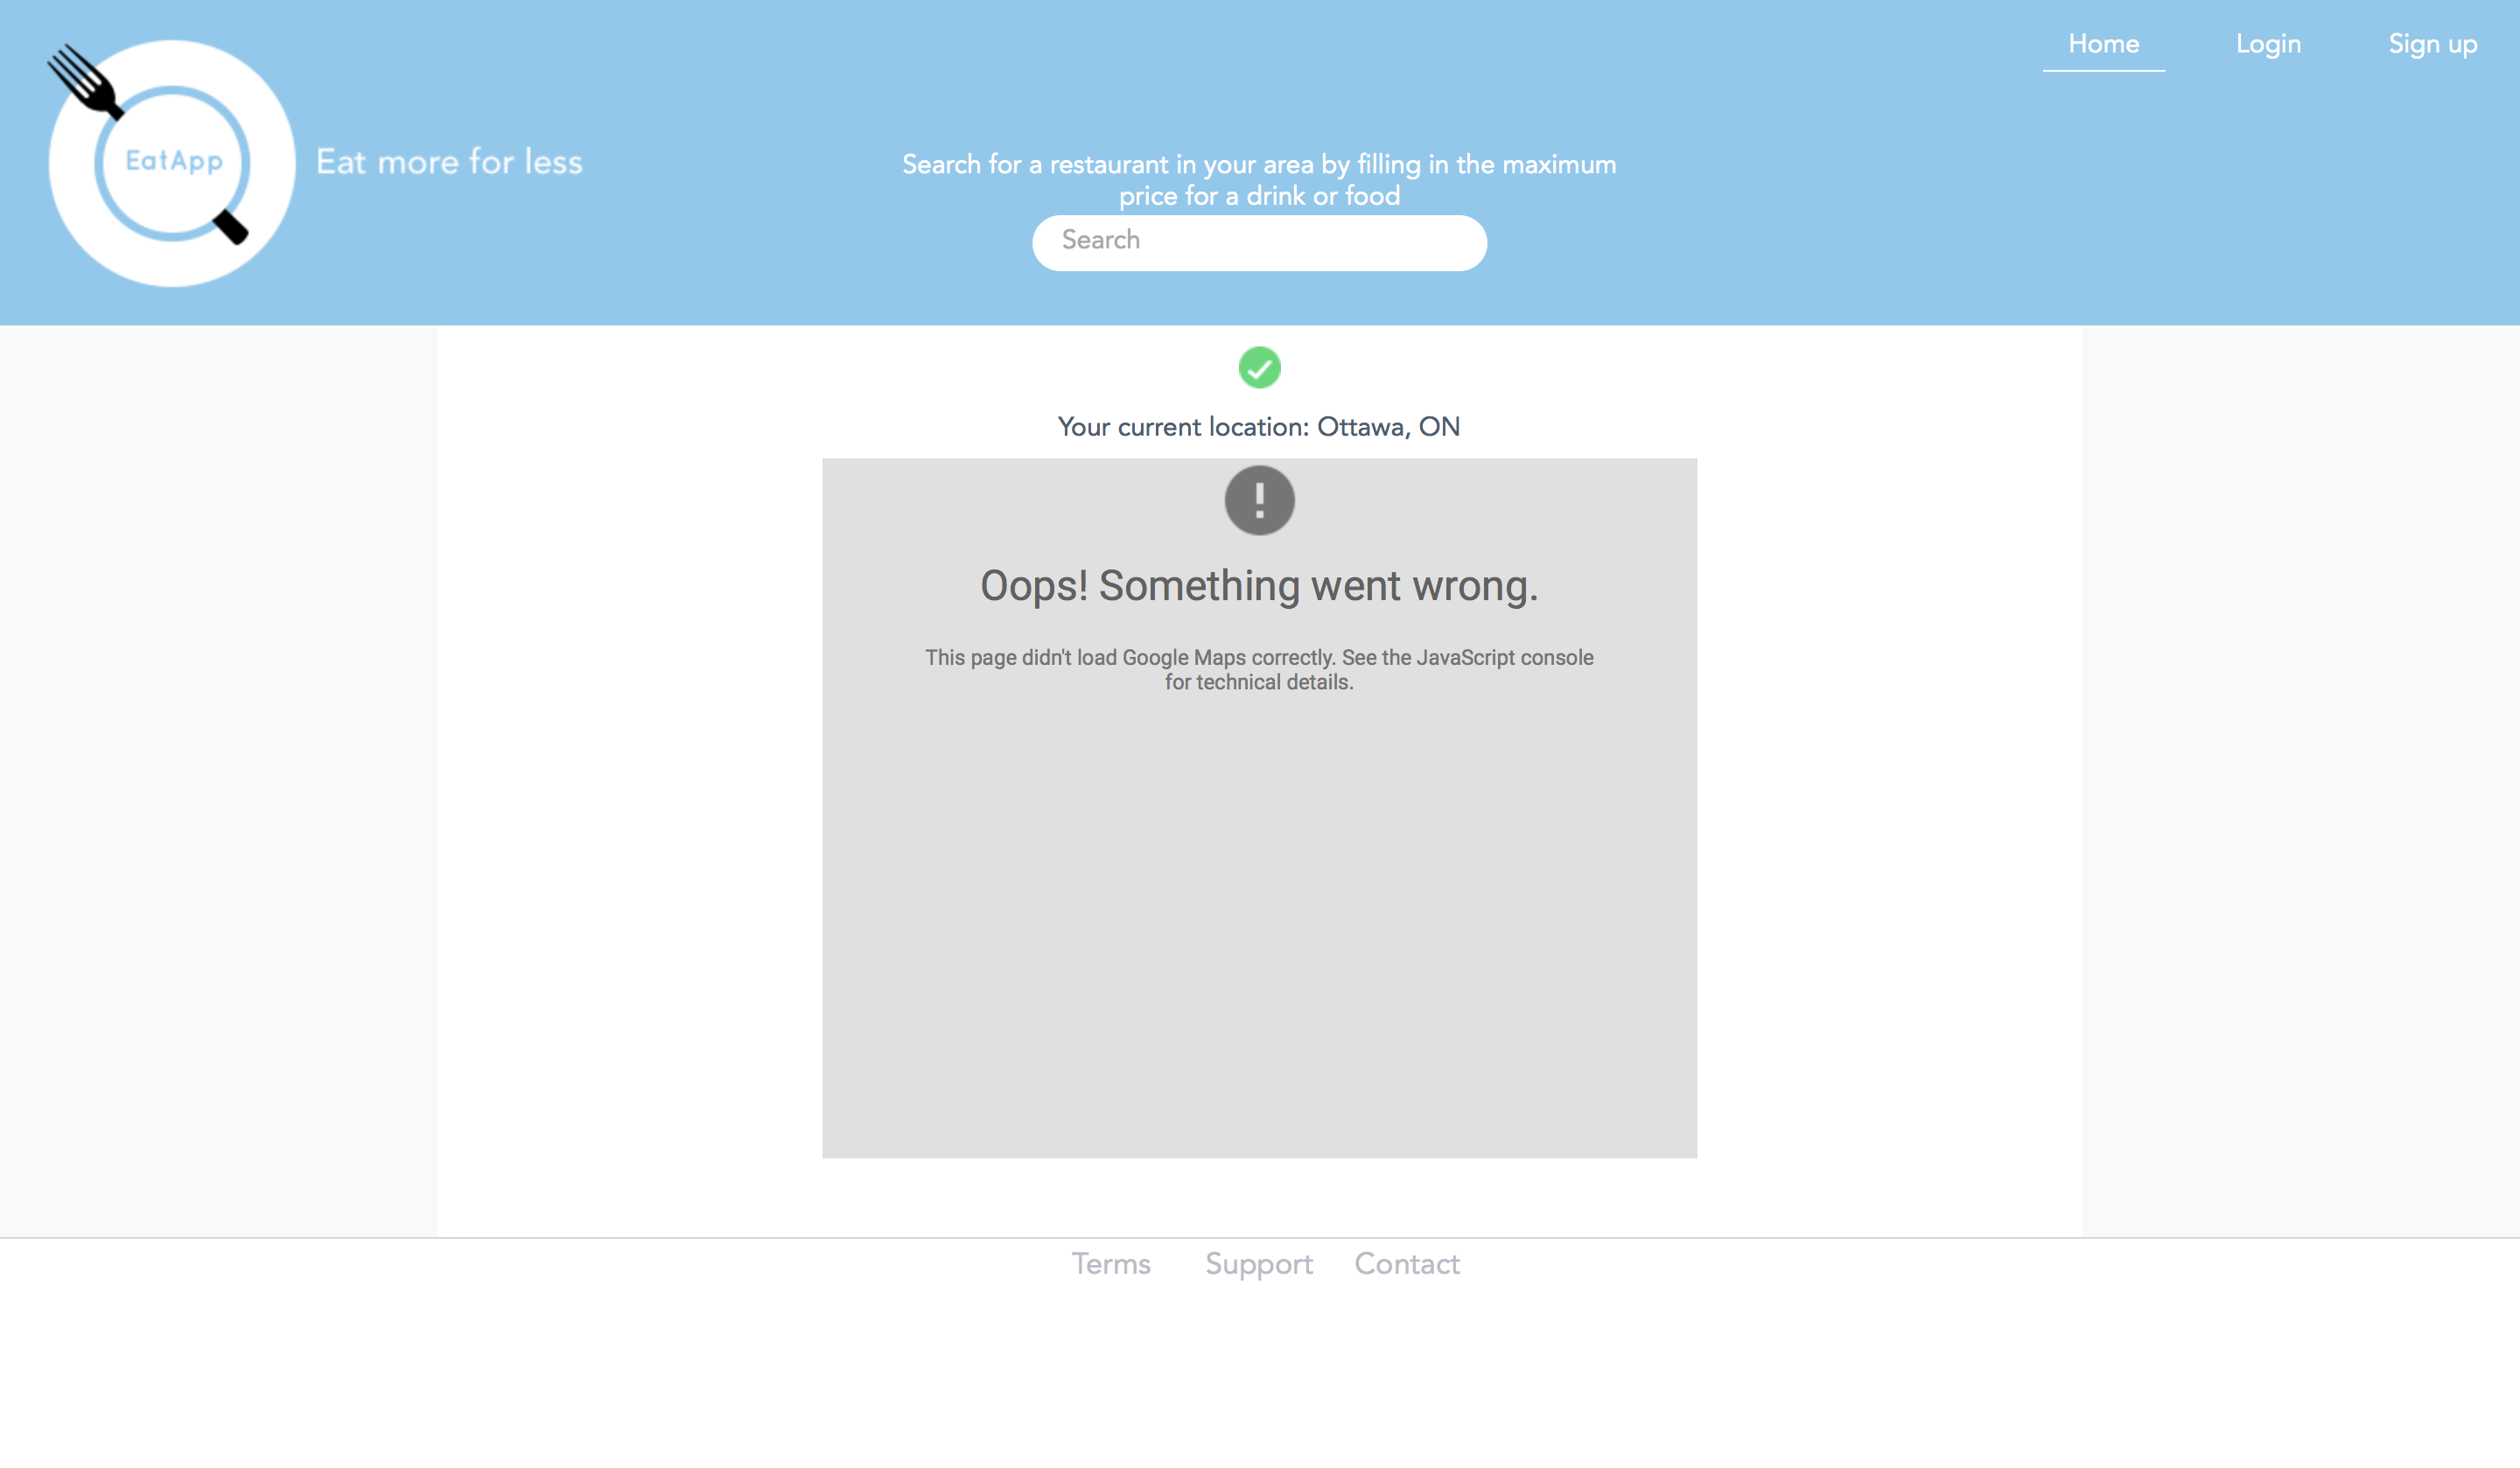 Home
Login
Sign up
EatApp
Eat more for less
Search for a restaurant in your area by filling in the maximum
price for a drink or food
Search
Your current location: Ottawa, ON
Oops! Something went wrong.
This page didn't load Google Maps correctly. See the JavaScript console
for technical details.
Terms
Support
Contact